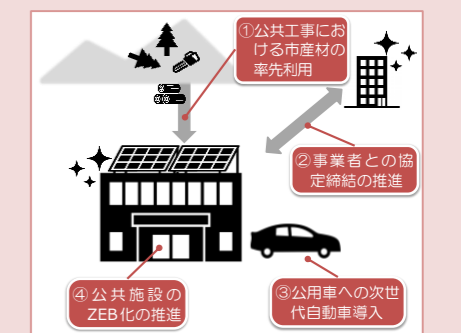 ①公共工事にお
ける市産材の
率先利用
②事業者との協
定締結の推進
③公用車への次世
代自動車導入
④公共施設の
ZEB化の推進